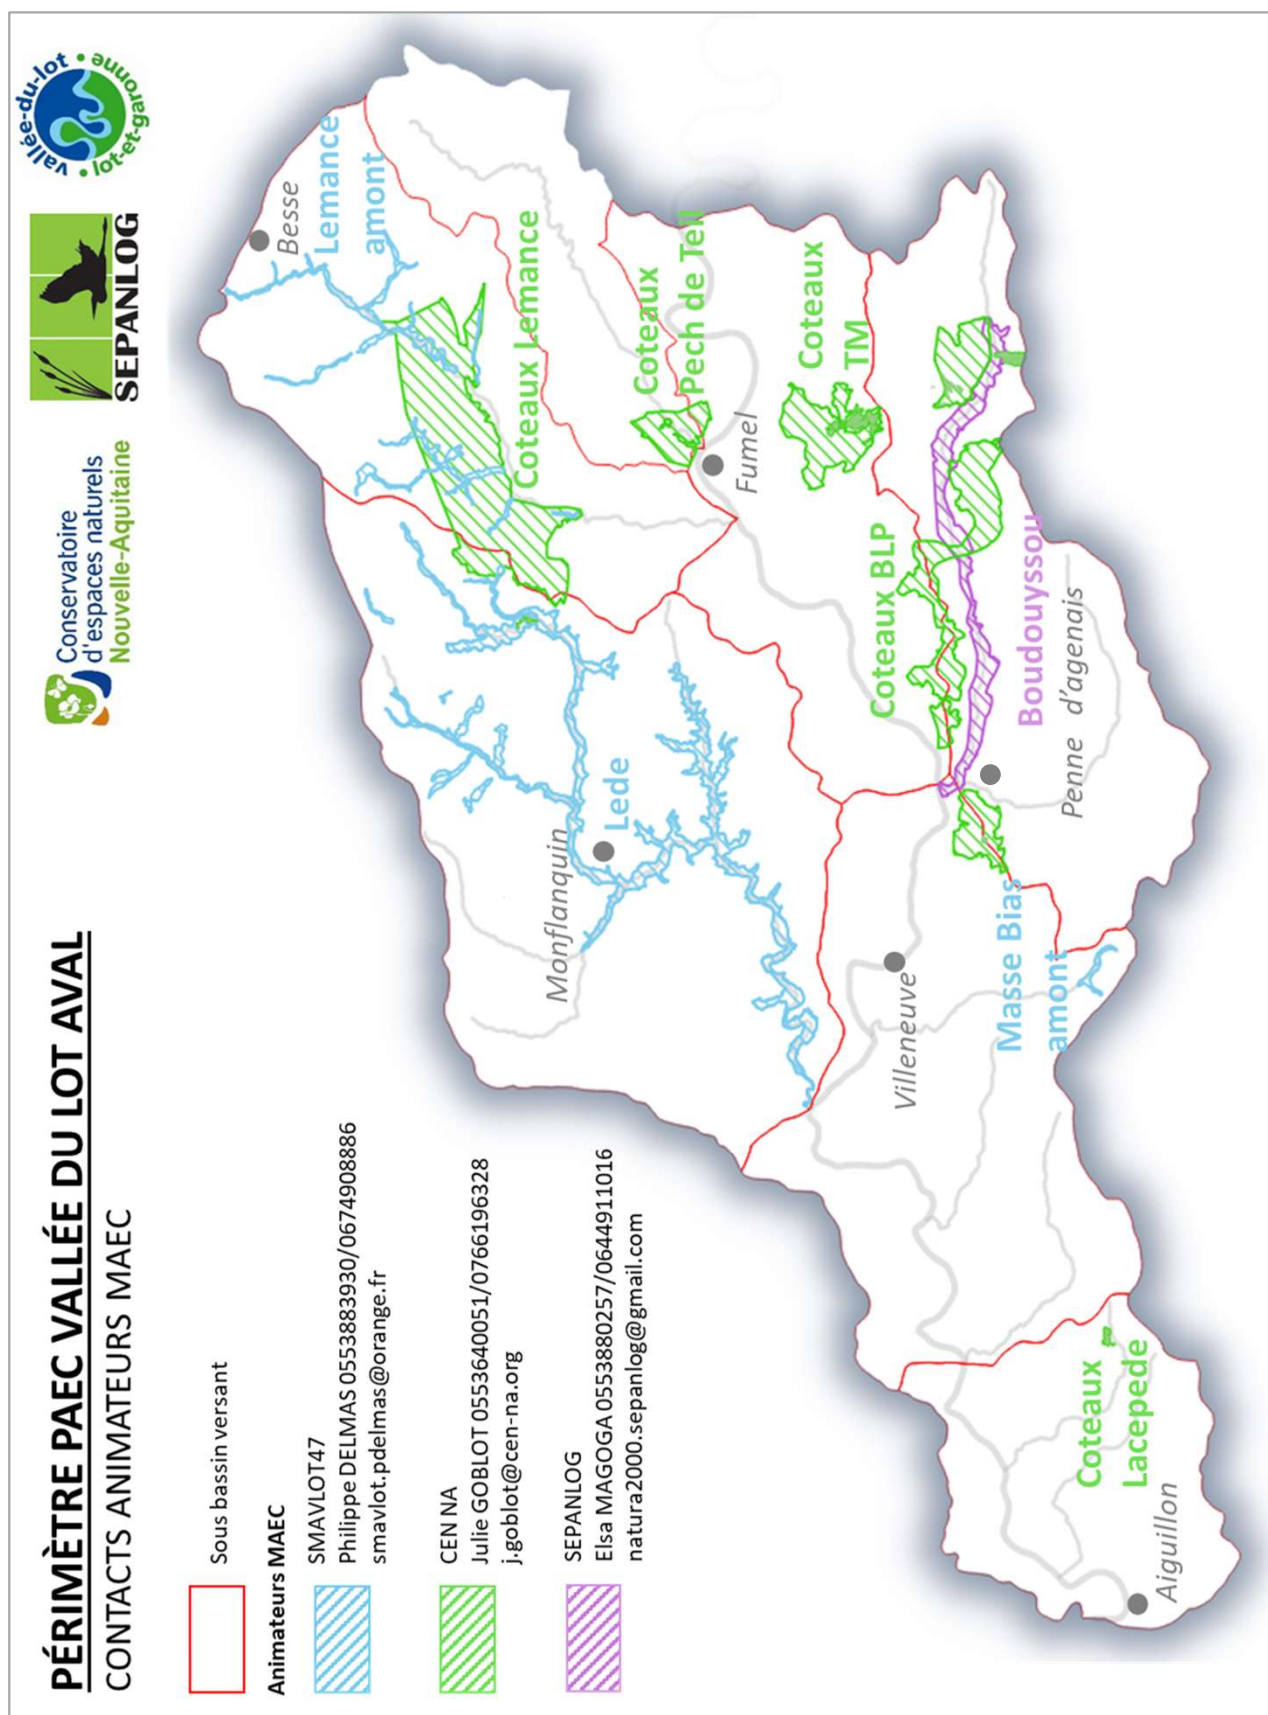 PÉRIMÈTRE PAEC VALLÉE DU LOT AVAL
CONTACTS ANIMATEURS MAEC
Conservatoire
d'espaces naturels
Nouvelle-Aquitaine
SEPANLOG
vallée-du-lot
lot-et-garonne
Sous bassin versant
Animateurs MAEC
SMAVLOT47
Philippe DELMAS 0553883930/0674908886
smavlot.pdelmas@orange.fr
CEN NA
Julie GOBLOT 0553640051/0766196328
j.goblot@cen-na.org
SEPANLOG
Elsa MAGOGA 0553880257/0644911016
natura2000.sepanlog@gmail.com
Besse
Lemance
amont
Coteaux Lemance
Monflanquin
Lede
Coteaux
Pech de Teil
Fumel
Coteaux
TM
Coteaux BLP
Villeneuve
Boudouyssou
Penne d'agenais
Masse Bias
amont
Coteaux
Lacepede
Aiguillon